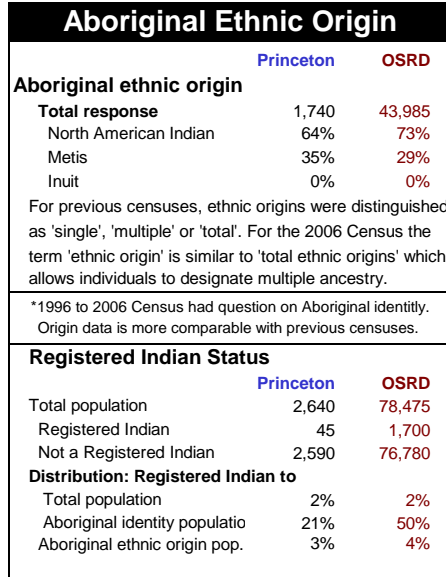 Aboriginal Ethnic Origin
Princeton OSRD
Aboriginal ethnic origin
Total response 1,740 43,985
North American Indian 64% 73%
Metis 35% 29%
Inuit 0% 0%
For previous censuses, ethnic origins were distinguished
as 'single', 'multiple' or 'total'. For the 2006 Census the
term 'ethnic origin' is similar to 'total ethnic origins' which
allows individuals to designate multiple ancestry.
*1996 to 2006 Census had question on Aboriginal identitly.
Origin data is more comparable with previous censuses.
Registered Indian Status
Princeton OSRD
Total population 2,640 78,475
Registered Indian 45 1,700
Not a Registered Indian 2,590 76,780
Distribution: Registered Indian to
Total population 2% 2%
Aboriginal identity populatio 21% 50%
Aboriginal ethnic origin pop. 3% 4%